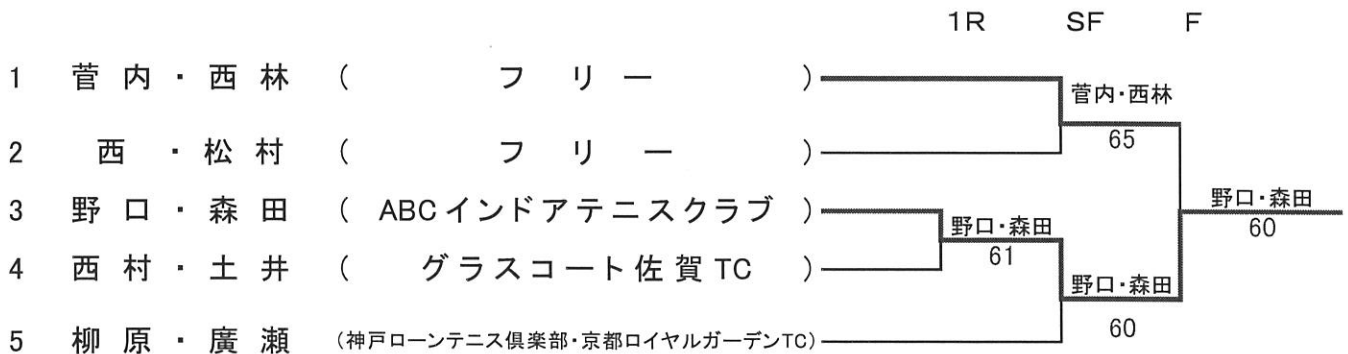 1R SF F
1 菅内・西林 ( フリー )
菅内・西林
65
2 西・松村 ( フリー )
3 野口・森田 ( ABCインドアテニスクラブ )
野口・森田
60
野口・森田
61
4 西村・土井 ( グラスコート佐賀TC )
野口・森田
60
5 柳原・廣瀬 (神戸ローンテニス倶楽部・京都ロイヤルガーデンTC)